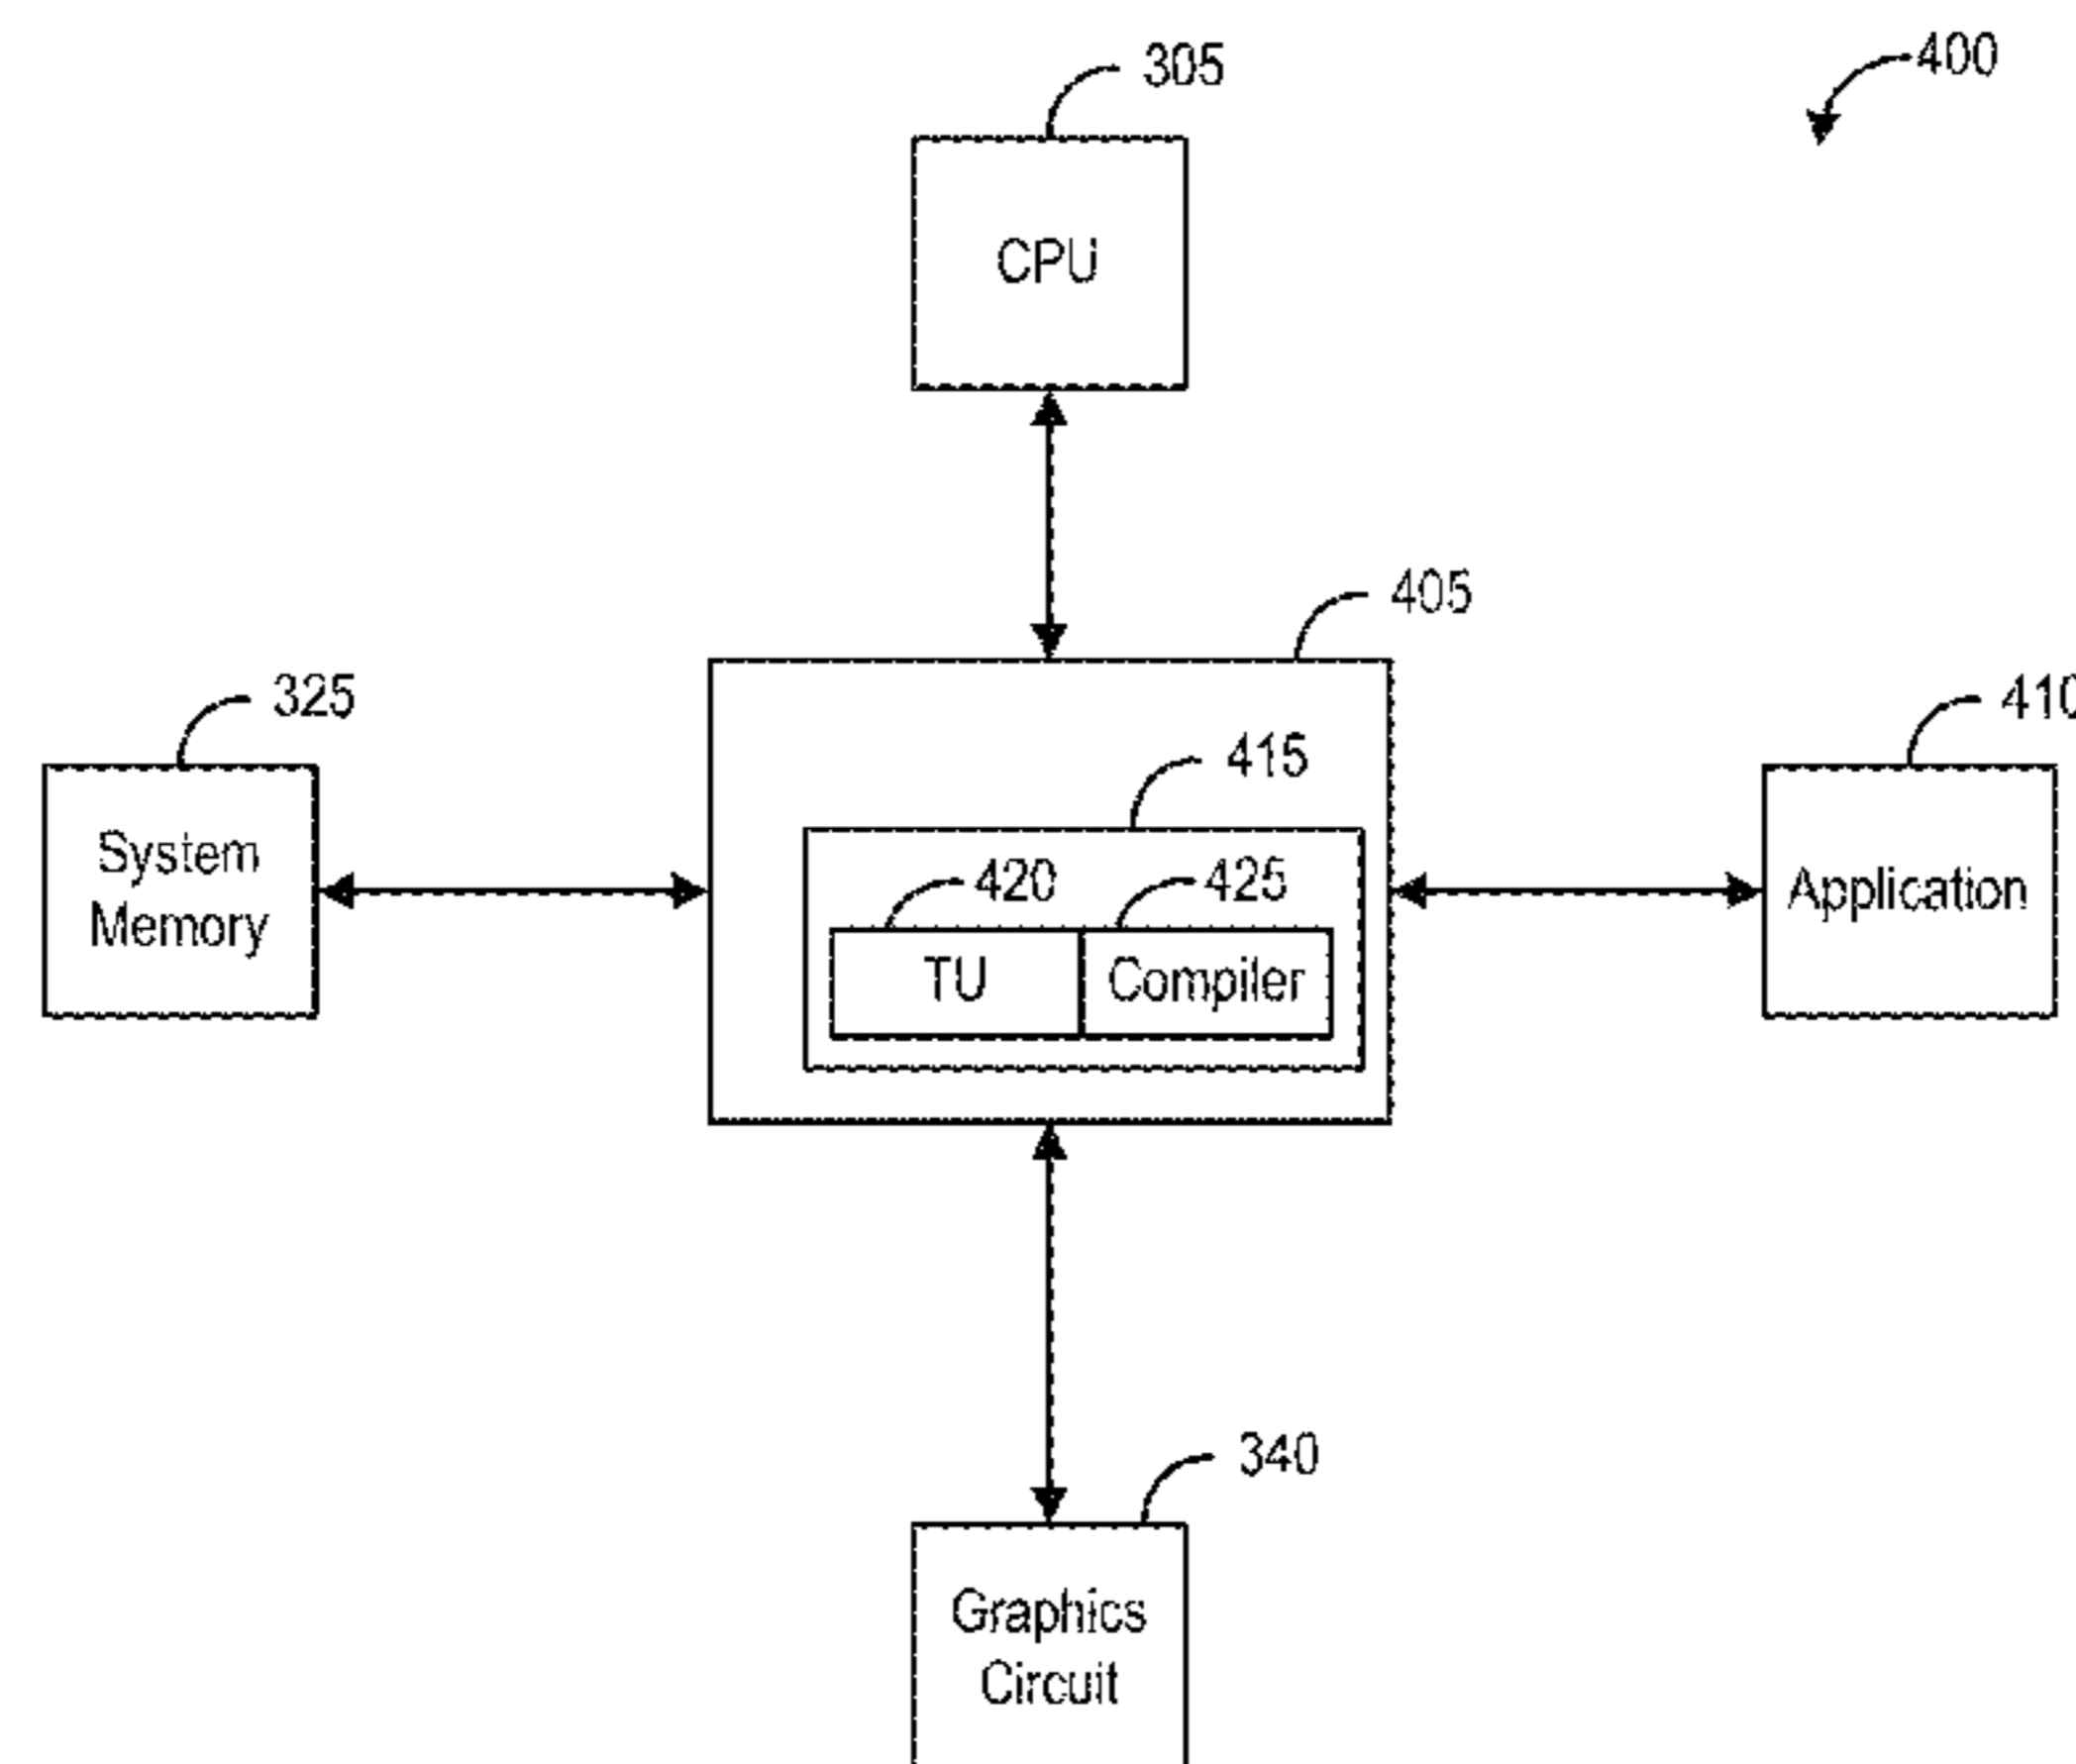 400
305
CPU
405
325
410
415
System
Memory
420
425
Application
TU
Compiler
340
Graphics
Circuit